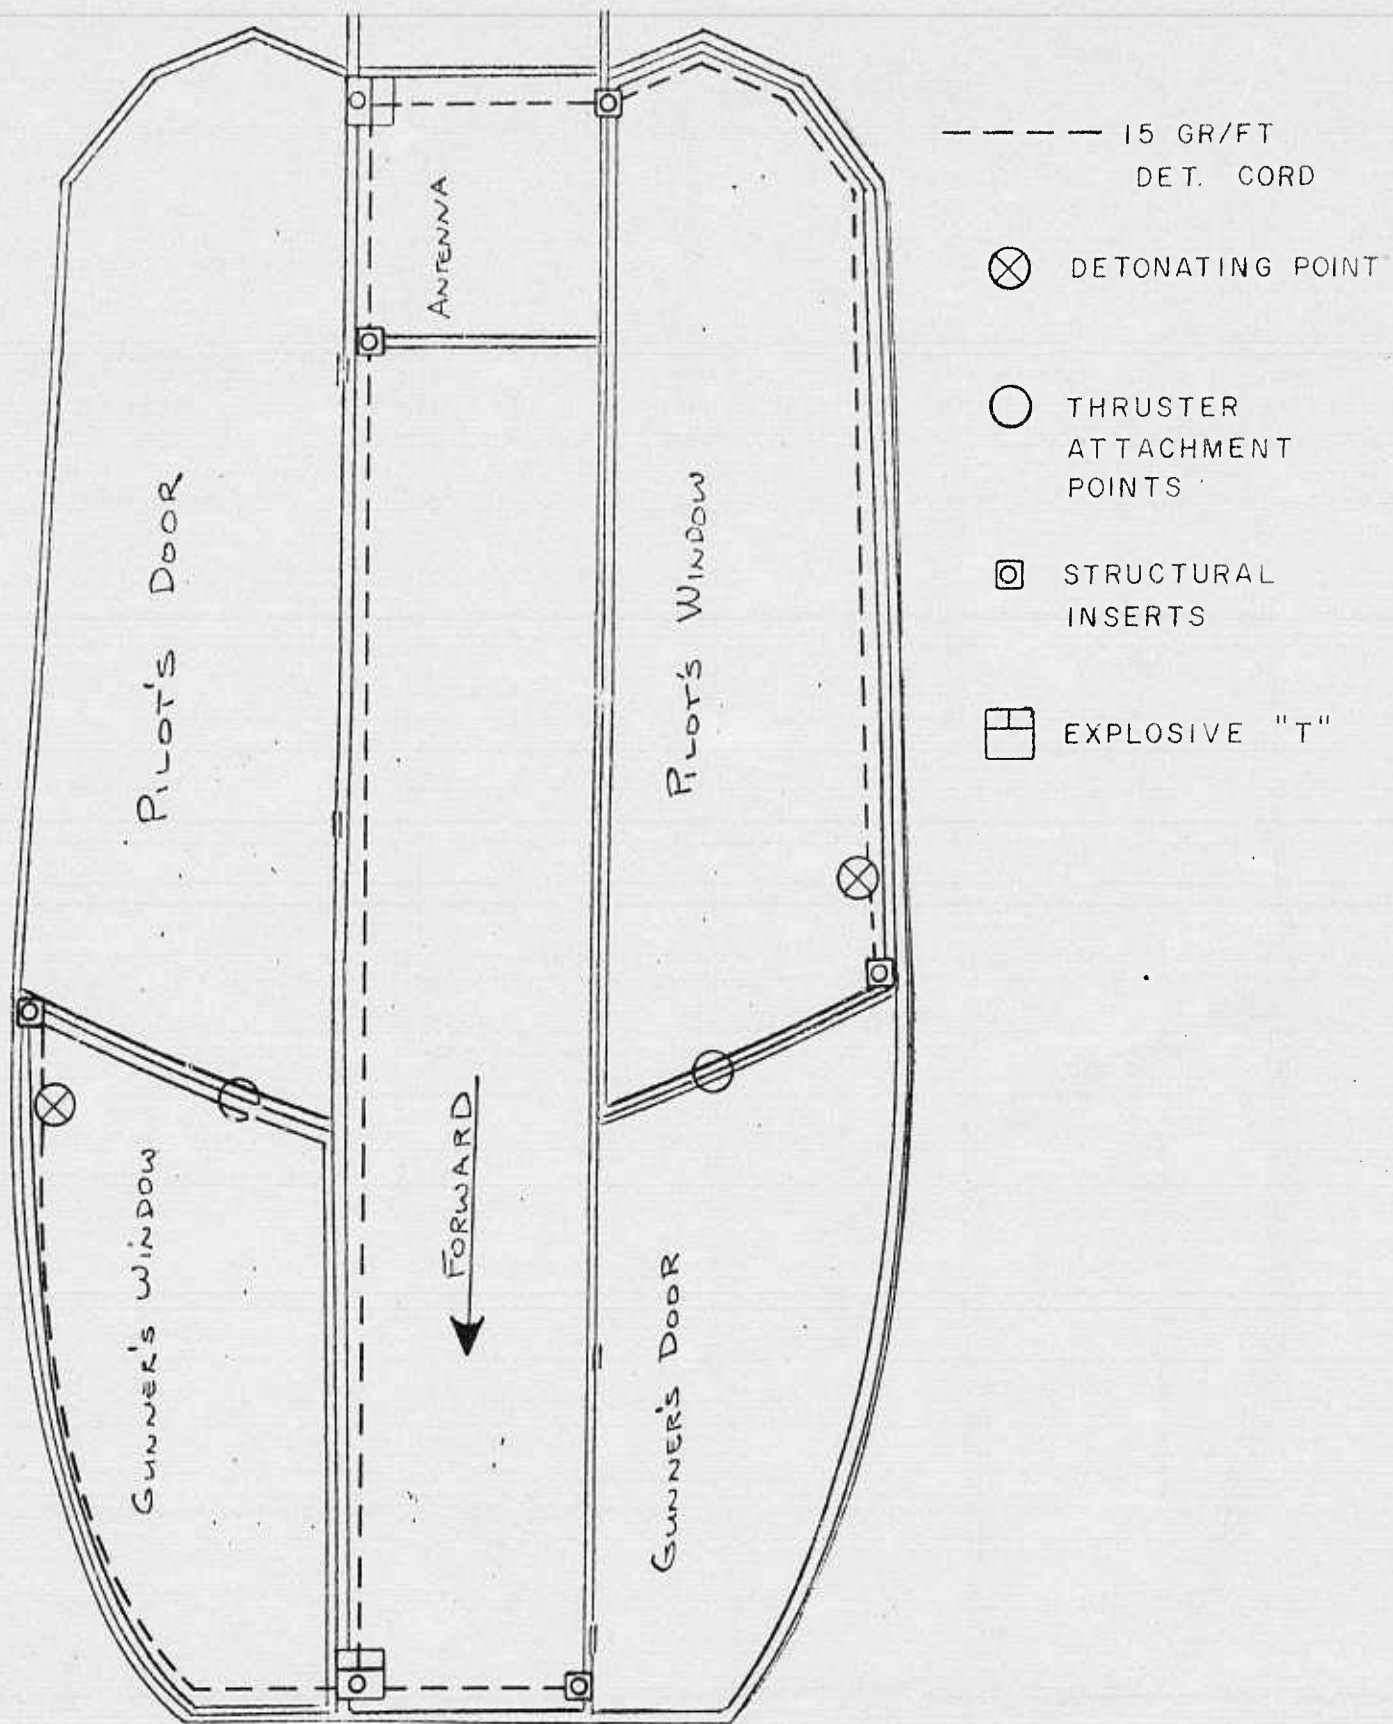 15 GR/FT
DET. CORD
DETONATING POINT
THRUSTER
ATTACHMENT
POINTS
STRUCTURAL
INSERTS
EXPLOSIVE "T"
ANTENNA
PILOT'S DOOR
PILOT'S WINDOW
FORWARD
GUNNER'S WINDOW
GUNNER'S DOOR